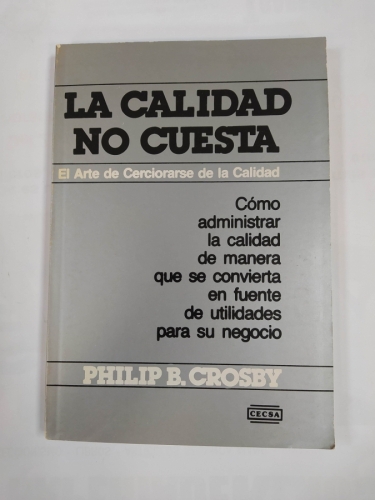 LA CALIDAD
NO CUESTA
El Arte de Cerciorarse de la Calidad
Cómo
administrar
la calidad
de manera
que se convierta
en fuente
de utilidades
para su negocio
PHILIP B. CROSBY
CECSA